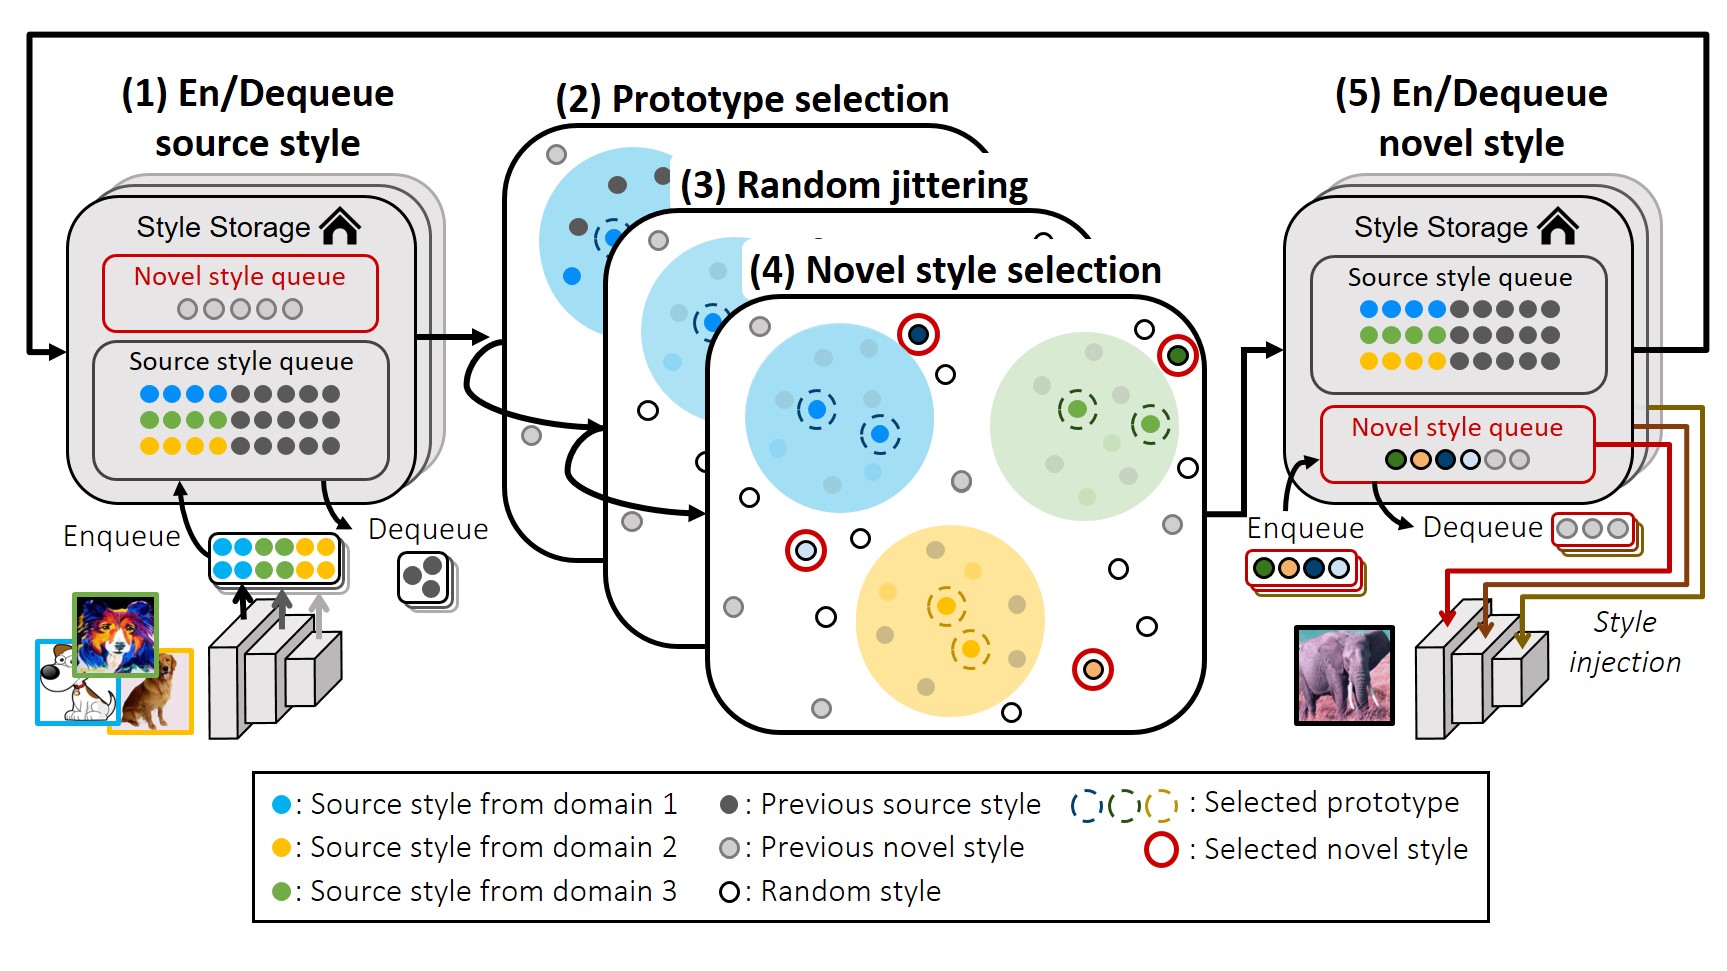 (1) En/Dequeue
source style
Style Storage
Novel style queue
Source style queue
Enqueue
Dequeue
(2) Prototype selection
(3) Random jittering
(4) Novel style selection
(5) En/Dequeue
novel style
Style Storage
Source style queue
Novel style queue
Enqueue
Dequeue
Style
injection
: Source style from domain 1
: Source style from domain 2
: Source style from domain 3
: Previous source style
: Previous novel style
: Random style
: Selected prototype
: Selected novel style